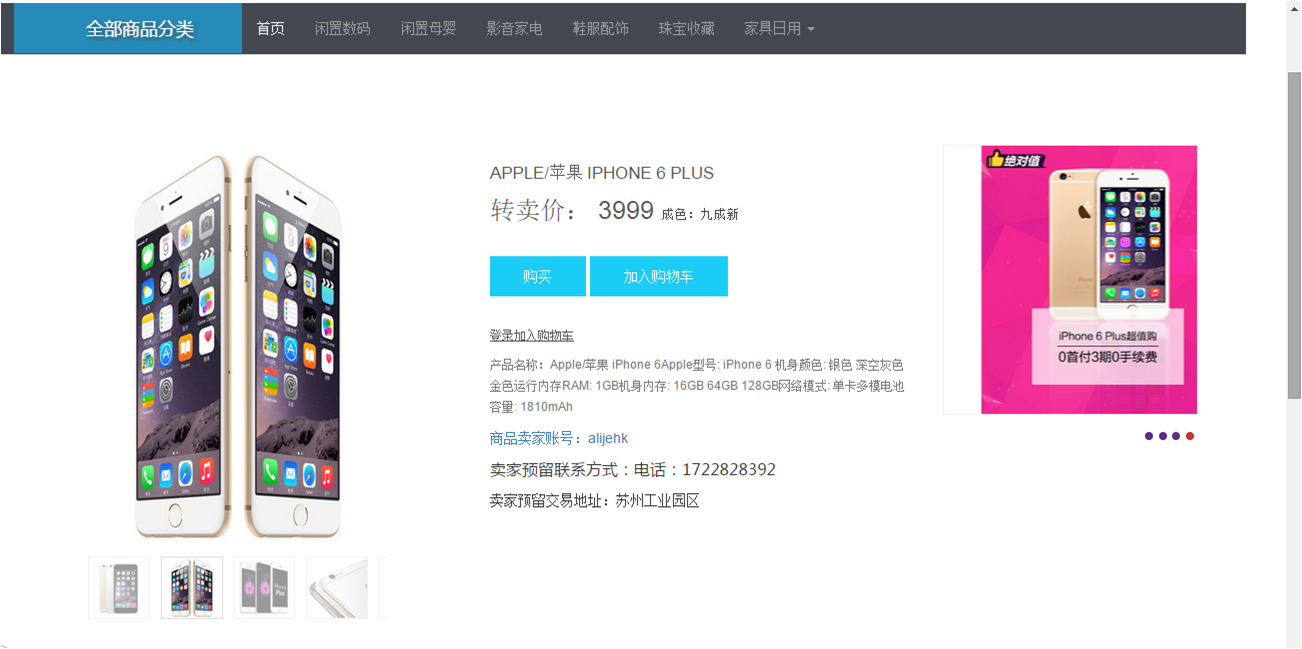 全部商品分类 首页 闲置数码 闲置母婴 影音家电 鞋服配饰 珠宝收藏 家具日用
APPLE/苹果 IPHONE 6 PLUS
转卖价： 3999 成色：九成新
购买 加入购物车
登录加入购物车
产品名称：Apple/苹果 iPhone 6Apple型号: iPhone 6 机身颜色: 银色 深空灰色
金色运行内存RAM: 1GB机身内存: 16GB 64GB 128GB网络模式: 单卡多模电池
容量: 1810mAh
商品卖家账号：alijehk
卖家预留联系方式：电话：1722828392
卖家预留交易地址：苏州工业园区
绝对值
iPhone 6 Plus超值购
0首付3期0手续费